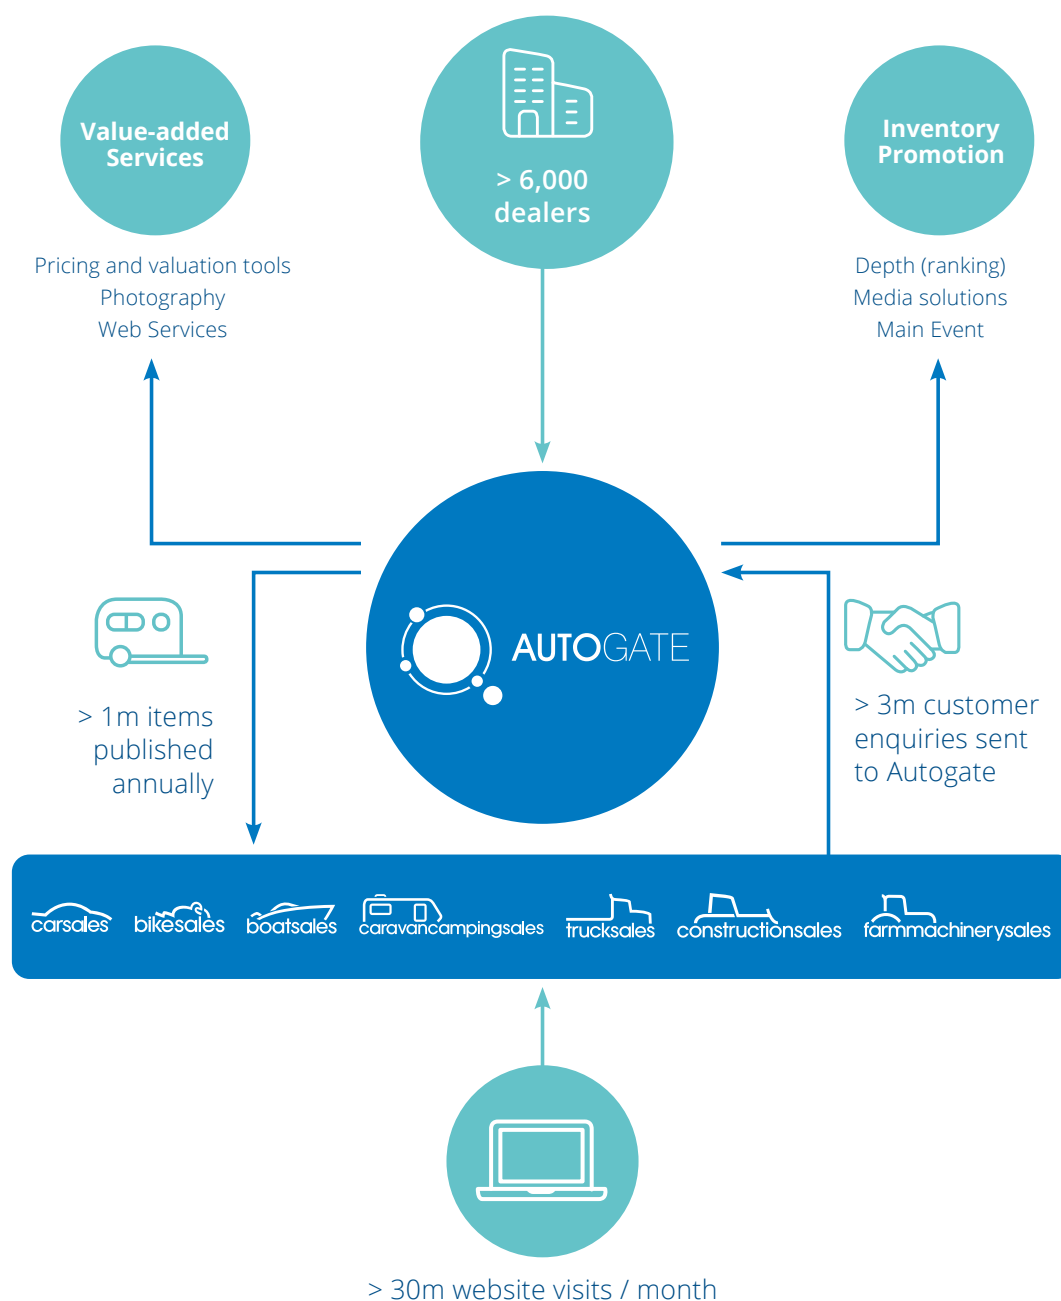 Value-added
Services
Pricing and valuation tools
Photography
Web Services
> 6,000
dealers
Inventory
Promotion
Depth (ranking)
Media solutions
Main Event
AUTOGATE
> 1m items
published
annually
> 3m customer
enquiries sent
to Autogate
carsales
bikesales
boatsales
caravancampingsales
trucksales
constructionsales
farmmachinerysales
> 30m website visits / month